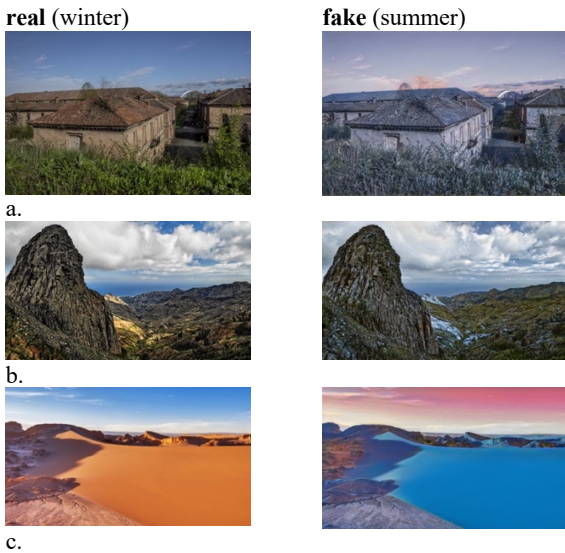 real (winter) fake (summer)
a.
b.
c.